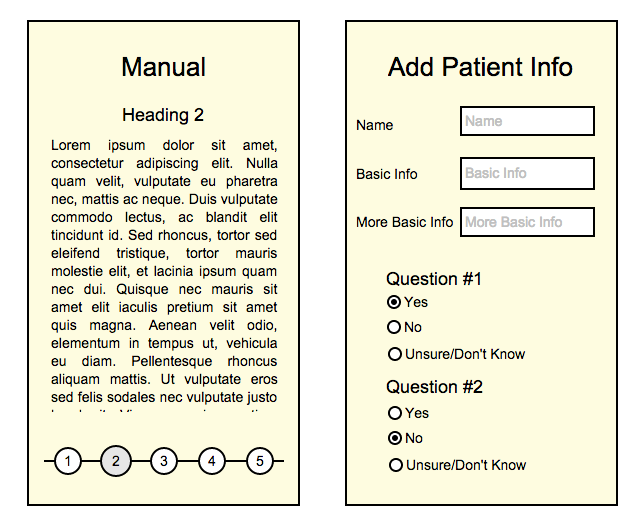 Manual
Heading 2
Lorem ipsum dolor sit amet,
consectetur adipiscing elit. Nulla
quam velit, vulputate eu pharetra
nec, mattis ac neque. Duis vulputate
commodo lectus, ac blandit elit
tincidunt id. Sed rhoncus, tortor sed
eleifend tristique, tortor mauris
molestie elit, et lacinia ipsum quam
nec dui. Quisque nec mauris sit
amet elit iaculis pretium sit amet
quis magna. Aenean velit odio,
elementum in tempus ut, vehicula
eu diam. Pellentesque rhoncus
aliquam mattis. Ut vulputate eros
sed felis sodales nec vulputate justo
1 2 3 4 5
Add Patient Info
Name Name
Basic Info Basic Info
More Basic Info More Basic Info
Question #1
Yes
No
Unsure/Don't Know
Question #2
Yes
No
Unsure/Don't Know